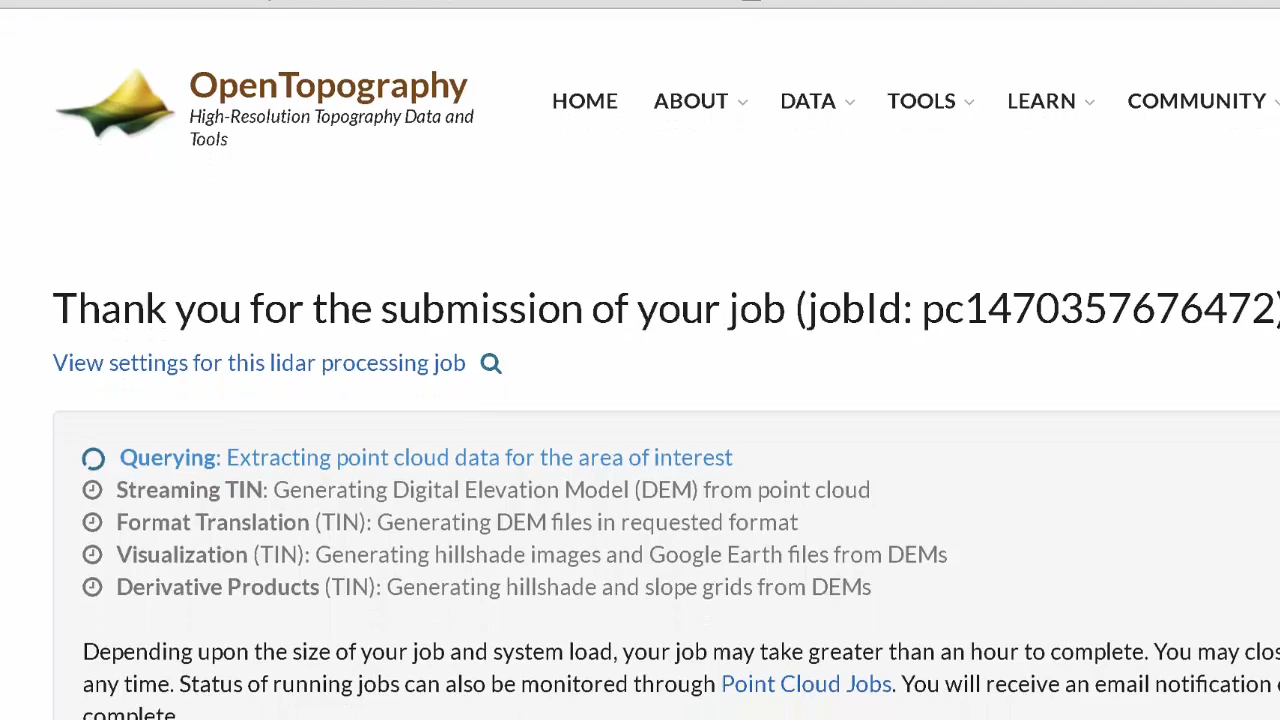 OpenTopography
High-Resolution Topography Data and
Tools
HOME ABOUT DATA TOOLS LEARN COMMUNITY
Thank you for the submission of your job (jobId: pc1470357676472)
View settings for this lidar processing job
Querying: Extracting point cloud data for the area of interest
Streaming TIN: Generating Digital Elevation Model (DEM) from point cloud
Format Translation (TIN): Generating DEM files in requested format
Visualization (TIN): Generating hillshade images and Google Earth files from DEMs
Derivative Products (TIN): Generating hillshade and slope grids from DEMs
Depending upon the size of your job and system load, your job may take greater than an hour to complete. You may clos
any time. Status of running jobs can also be monitored through Point Cloud Jobs. You will receive an email notification
complete.